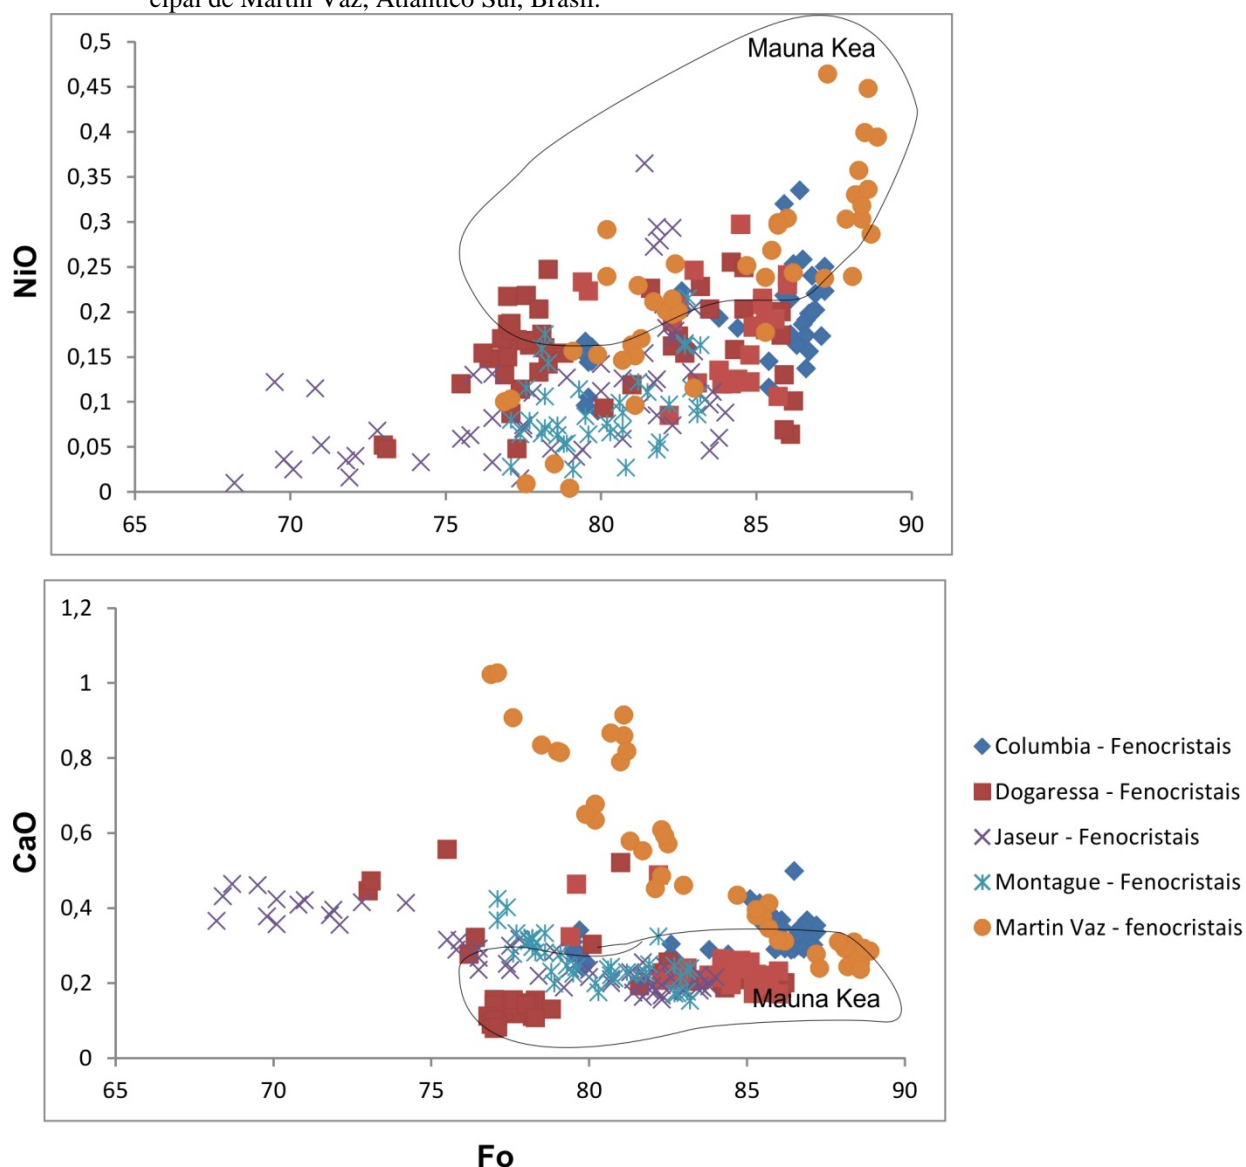 cipal de Martin Vaz, Atlântico Sul, Brasil.
Mauna Kea
NiO
0,5
0,45
0,4
0,35
0,3
0,25
0,2
0,15
0,1
0,05
0
65 70 75 80 85 90
CaO
1,2
1
0,8
0,6
0,4
0,2
0
Mauna Kea
65 70 75 80 85 90
Fo
Columbia - Fenocristais
Dogaressa - Fenocristais
Jaseur - Fenocristais
Montague - Fenocristais
Martin Vaz - fenocristais